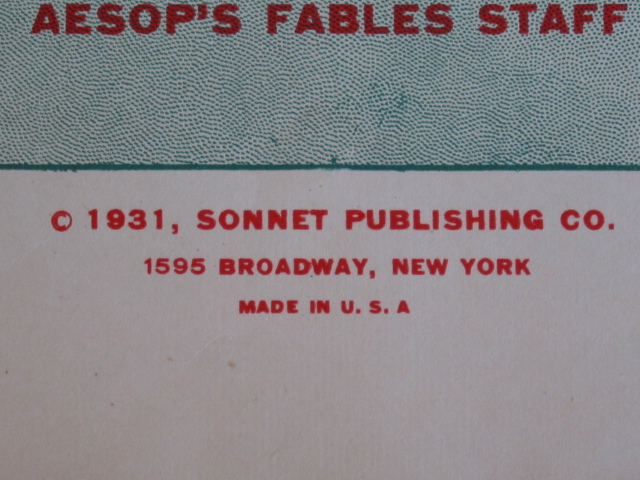 AESOP'S FABLES STAFF
© 1931, SONNET PUBLISHING CO.
1595 BROADWAY, NEW YORK
MADE IN U. S. A